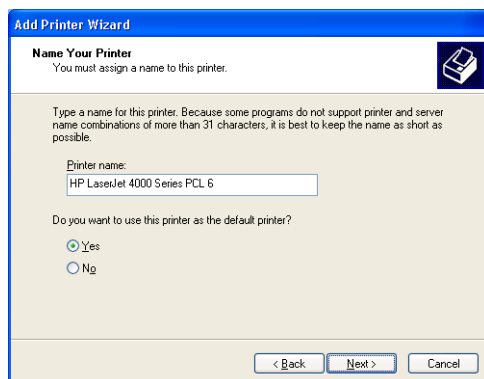 Add Printer Wizard
Name Your Printer
You must assign a name to this printer.
Type a name for this printer. Because some programs do not support printer and server
name combinations of more than 31 characters, it is best to keep the name as short as
possible.
Printer name:
HP LaserJet 4000 Series PCL 6
Do you want to use this printer as the default printer?
Yes
No
< Back
Next >
Cancel